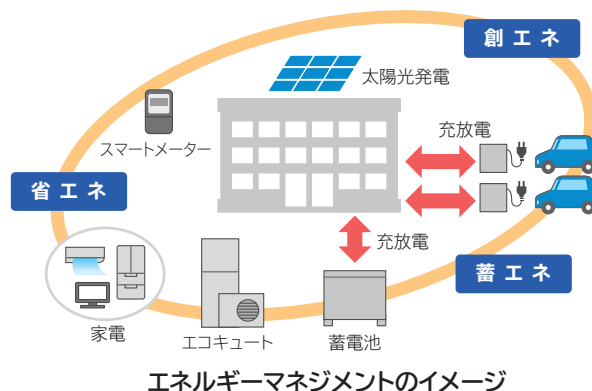 創エネ
太陽光発電
充放電
スマートメーター
省エネ
充放電
蓄エネ
家電
エコキュート
蓄電池
エネルギーマネジメントのイメージ